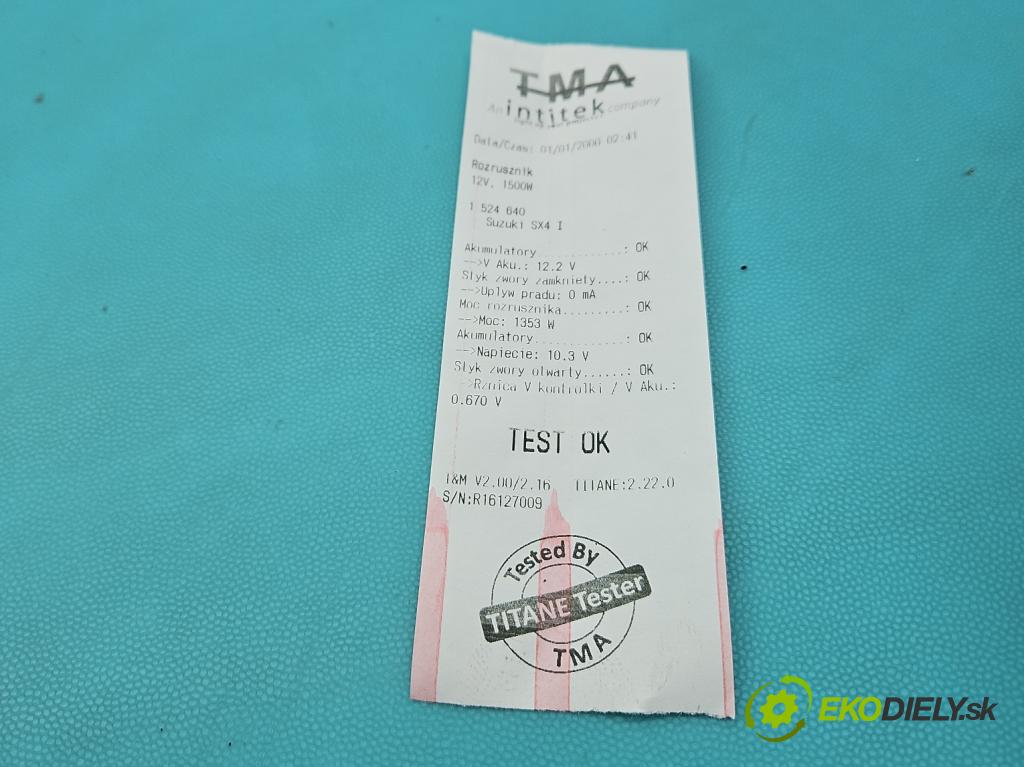 TMA
An intitek company
Data/Czas: 01/01/2000 02:41
Rozrusznik
12V, 1500W
1 524 640
Suzuki SX4 I
Akumulatory............: OK
-->V Aku.: 12.2 V
Styk zwory zamkniety....: OK
-->Uplyw pradu: 0 mA
Moc rozrusznika.........: OK
-->Moc: 1353 W
Akumulatory............: OK
-->Napiecie: 10.3 V
Styk zwory otwarty......: OK
->Rznica V kontrolki / V Aku.:
0.670 V
TEST OK
I&M V2.00/2.16 TITANE:2.22.0
S/N:R16127009
Tested By
TITANE Tester
TMA
EKODIELY.sk